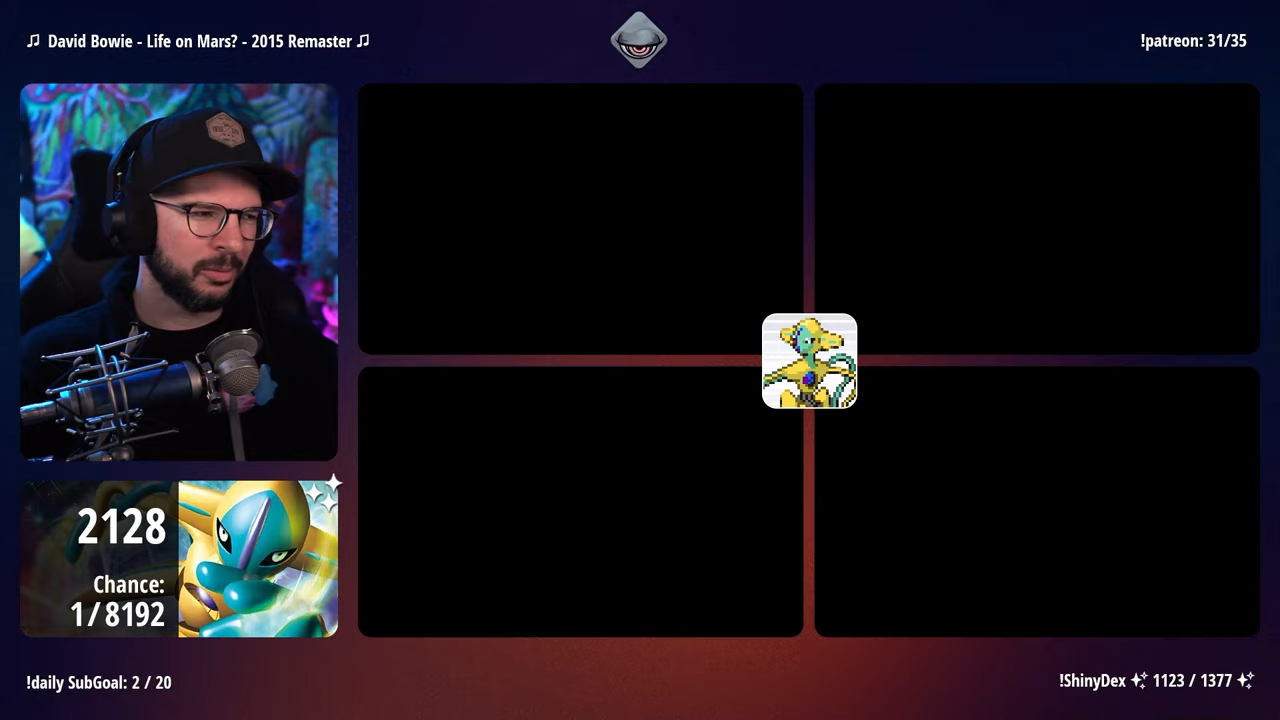 ♫ David Bowie - Life on Mars? - 2015 Remaster ♫
!patreon: 31/35
2128
Chance:
1/8192
!daily SubGoal: 2 / 20
!ShinyDex ✨ 1123 / 1377 ✨